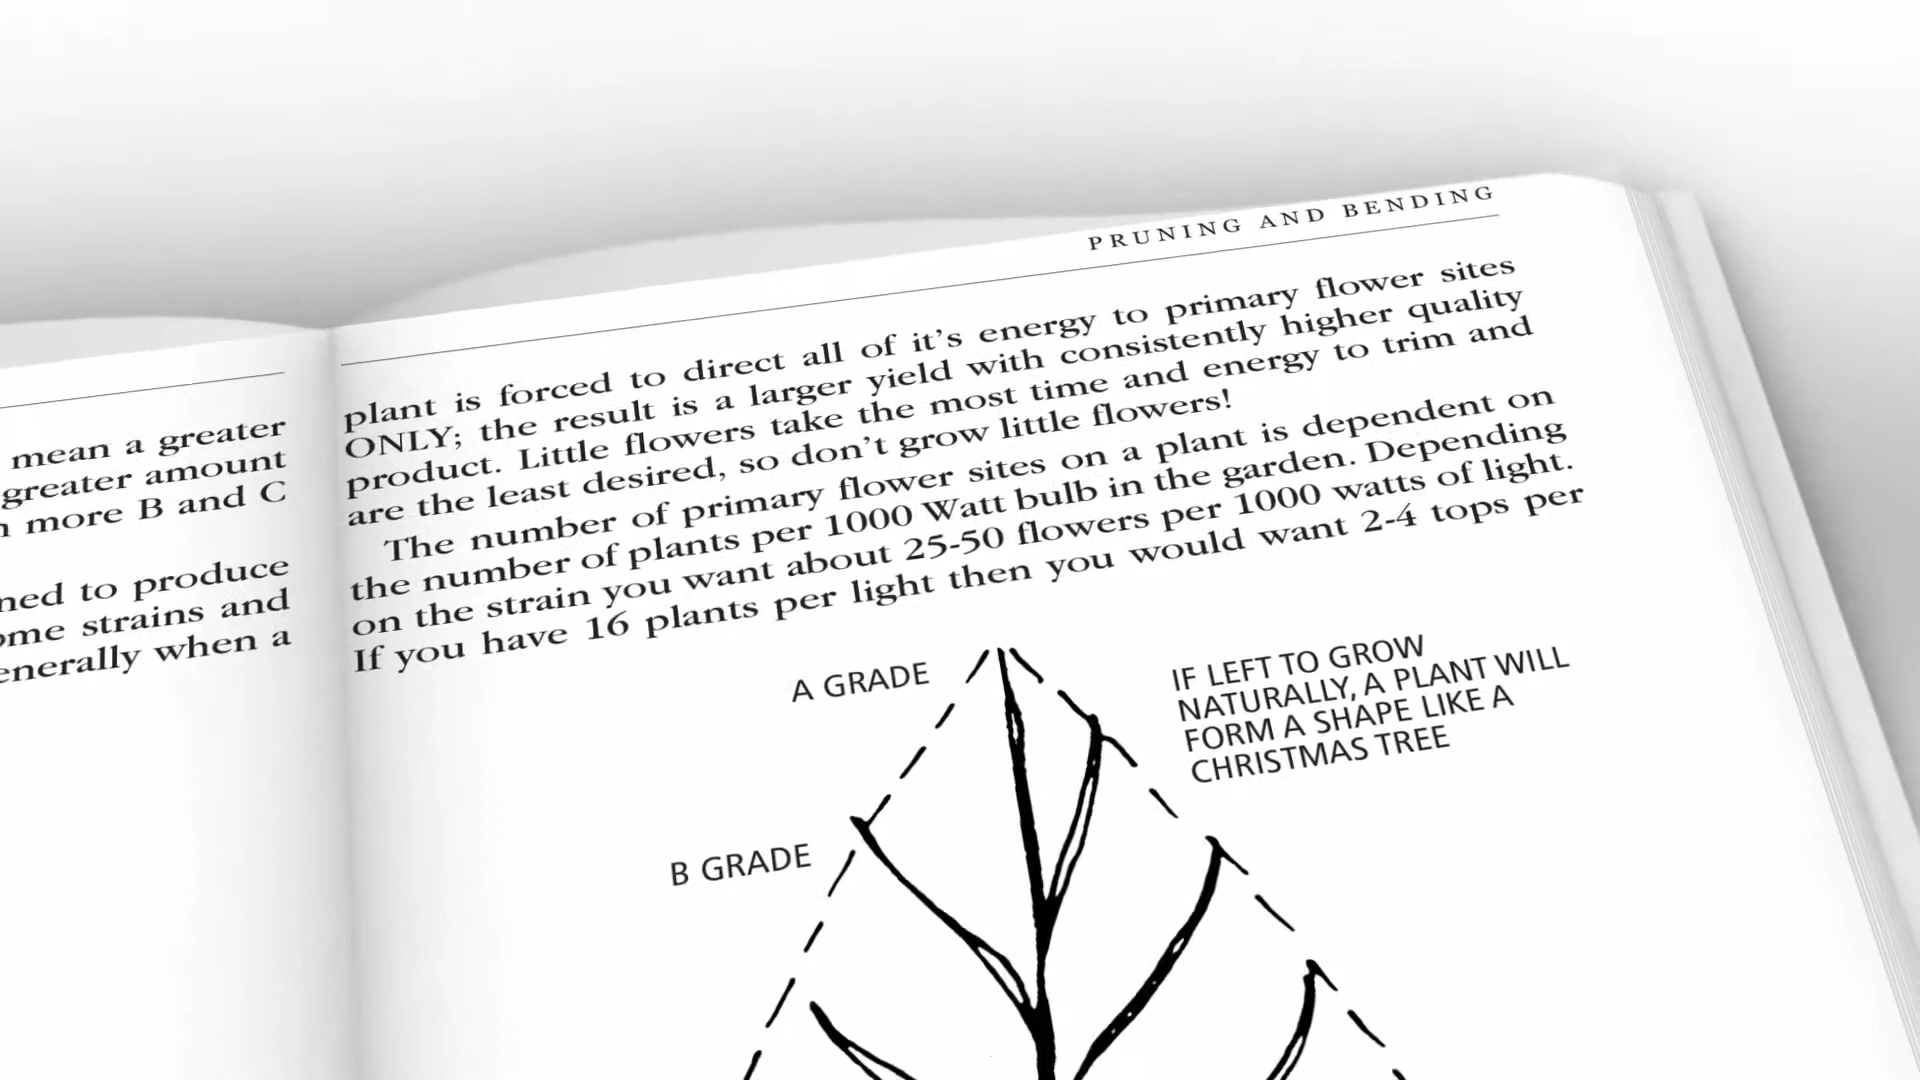 mean a greater
greater amount
more B and C
to produce
strains and
when a
PRUNING AND BENDING
plant is forced to direct all of it's energy to primary flower sites
ONLY; the result is a larger yield with consistently higher quality
product. Little flowers take the most time and energy to trim and
are the least desired, so don't grow little flowers!
The number of primary flower sites on a plant is dependent on
the number of plants per 1000 Watt bulb in the garden. Depending
on the strain you want about 25-50 flowers per 1000 watts of light.
If you have 16 plants per light then you would want 2-4 tops per
A GRADE
IF LEFT TO GROW
NATURALLY, A PLANT WILL
FORM A SHAPE LIKE A
CHRISTMAS TREE
B GRADE